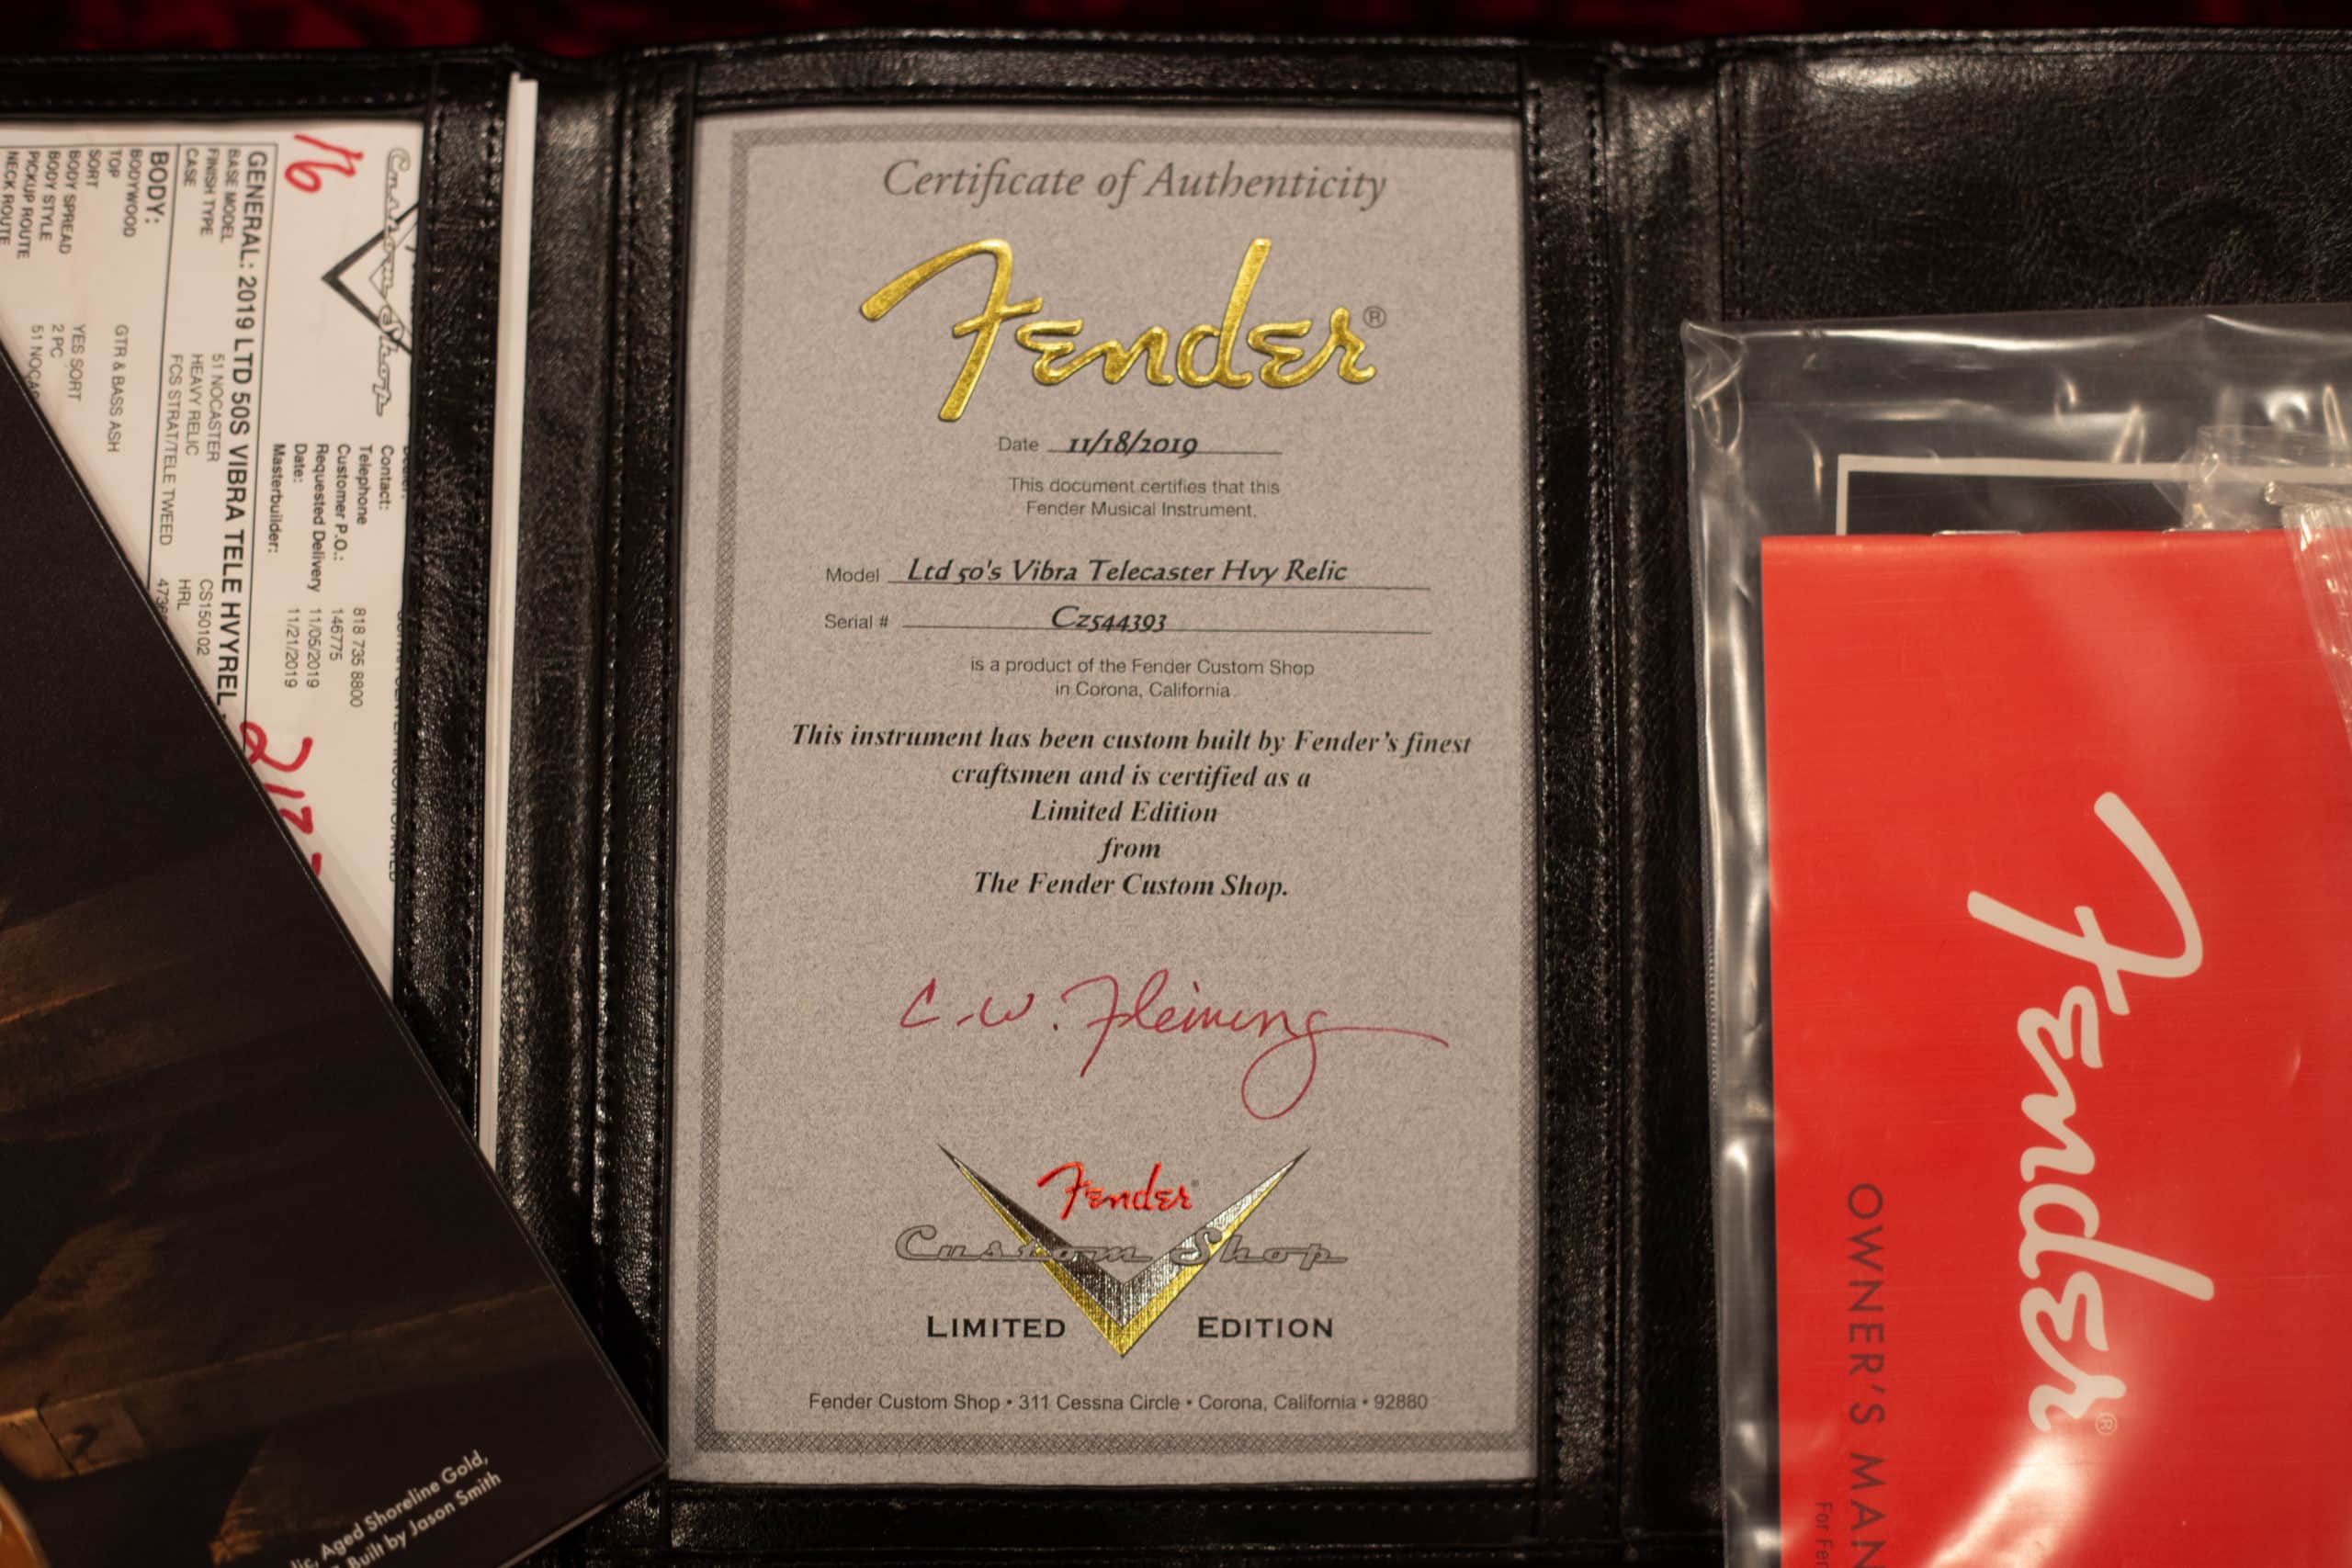 16
Custom Shop
Contact:
Telephone 818 735 8800
Customer P.O.: 146775
Requested Delivery 11/05/2019
Date: 11/21/2019
Masterbuilder:
GENERAL: 2019 LTD 50S VIBRA TELE HVYREL
BASE MODEL 51 NOCASTER CS150102
FINISH TYPE HEAVY RELIC HRL
CASE FCS STRAT/TELE TWEED
BODY:
BODYWOOD GTR & BASS ASH
TOP
SORT YES SORT
BODY SPREAD 2 PC
BODY STYLE
PICKUP ROUTE
NECK ROUTE
Aged Shoreline Gold,
Built by Jason Smith
Certificate of Authenticity
Fender®
Date 11/18/2019
This document certifies that this
Fender Musical Instrument.
Model Ltd 50's Vibra Telecaster Hvy Relic
Serial # Cz544393
is a product of the Fender Custom Shop
in Corona, California
This instrument has been custom built by Fender's finest
craftsmen and is certified as a
Limited Edition
from
The Fender Custom Shop.
C.W. Fleming
Fender®
Custom Shop
LIMITED EDITION
Fender Custom Shop • 311 Cessna Circle • Corona, California • 92880
Fender®
OWNER'S MAN